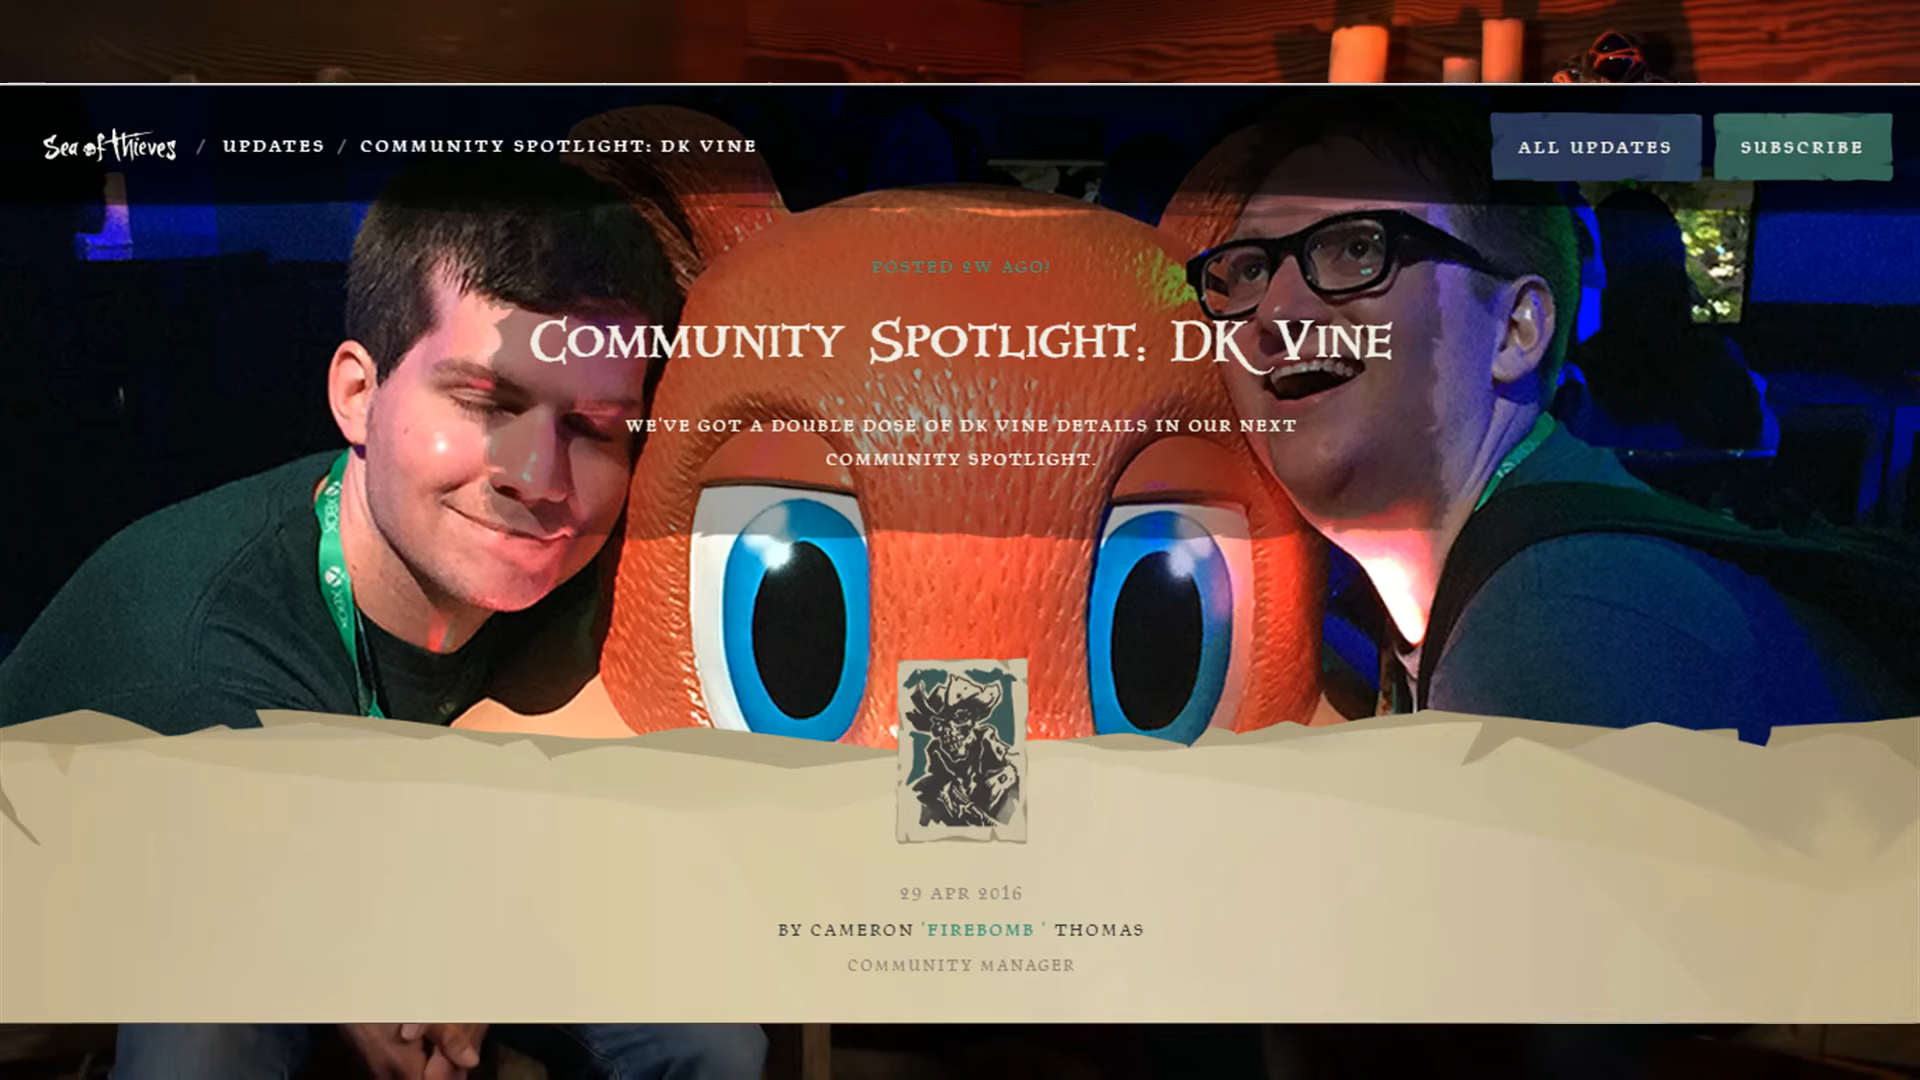 Sea of Thieves / UPDATES / COMMUNITY SPOTLIGHT: DK VINE
ALL UPDATES
SUBSCRIBE
POSTED 2W AGO!
COMMUNITY SPOTLIGHT: DK VINE
WE'VE GOT A DOUBLE DOSE OF DK VINE DETAILS IN OUR NEXT
COMMUNITY SPOTLIGHT.
XBOX
XBOX
29 APR 2016
BY CAMERON 'FIREBOMB ' THOMAS
COMMUNITY MANAGER